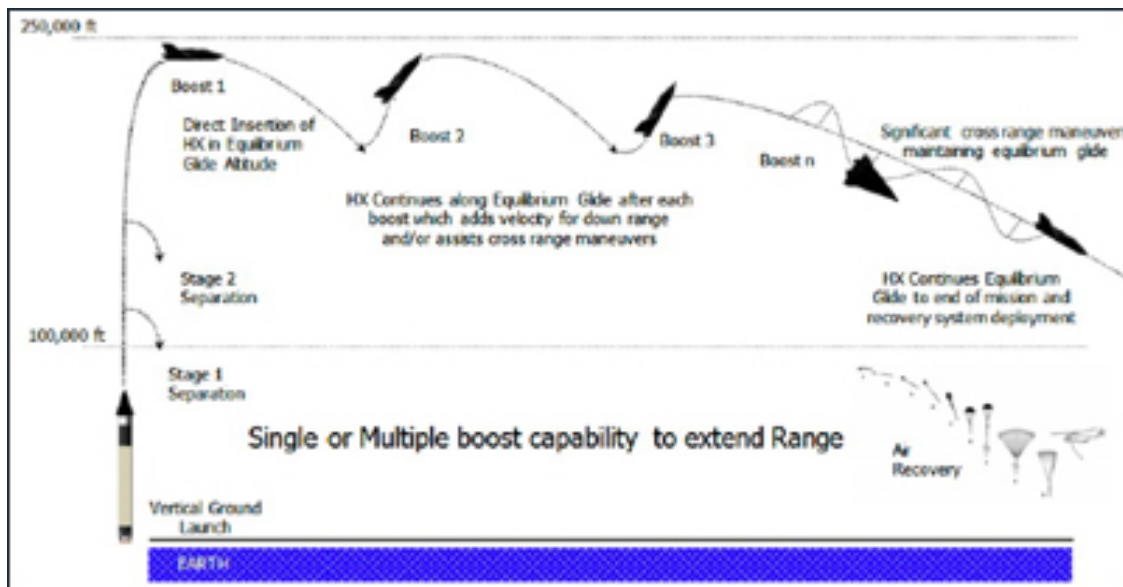 250,000 ft
Boost 1
Direct Insertion of
HX in Equilibrium
Glide Altitude
Boost 2
Boost 3
Boost n
Significant cross range maneuvers
maintaining equilibrium glide
HX Continues along Equilibrium Glide after each
boost which adds velocity for down range
and/or assists cross range maneuvers
Stage 2
Separation
HX Continues Equilibrium
Glide to end of mission and
recovery system deployment
100,000 ft
Stage 1
Separation
Single or Multiple boost capability to extend Range
Air
Recovery
Vertical Ground
Launch
EARTH